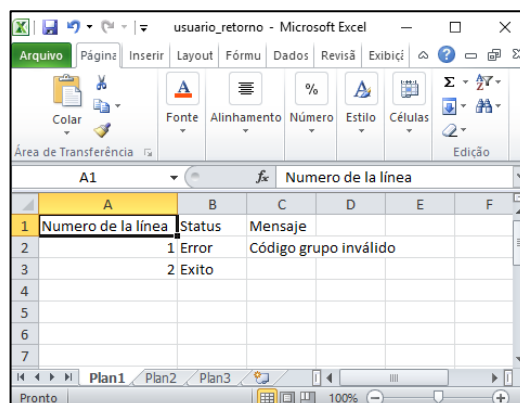 usuario_retorno - Microsoft Excel
Arquivo Página Inserir Layout Fórmu Dados Revisã Exibiçã
Colar Fonte Alinhamento Número Estilo Células
Área de Transferência Edição
A1 fx Numero de la línea
A B C D E F
1 Numero de la línea Status Mensaje
2 1 Error Código grupo inválido
3 2 Exito
4
5
6
7
Plan1 Plan2 Plan3
Pronto 100%